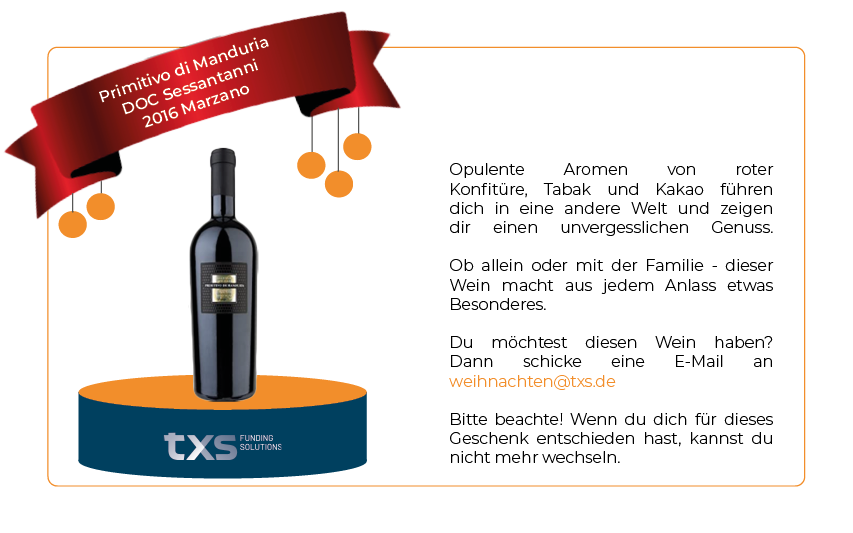 Primitivo di Manduria
DOC Sessantanni
2016 Marzano
Opulente Aromen von roter
Konfitüre, Tabak und Kakao führen
dich in eine andere Welt und zeigen
dir einen unvergesslichen Genuss.
Ob allein oder mit der Familie - dieser
Wein macht aus jedem Anlass etwas
Besonderes.
Du möchtest diesen Wein haben?
Dann schicke eine E-Mail an
weihnachten@txs.de
Bitte beachte! Wenn du dich für dieses
Geschenk entschieden hast, kannst du
nicht mehr wechseln.
PRIMITIVO DI MANDURIA
txs FUNDING
SOLUTIONS